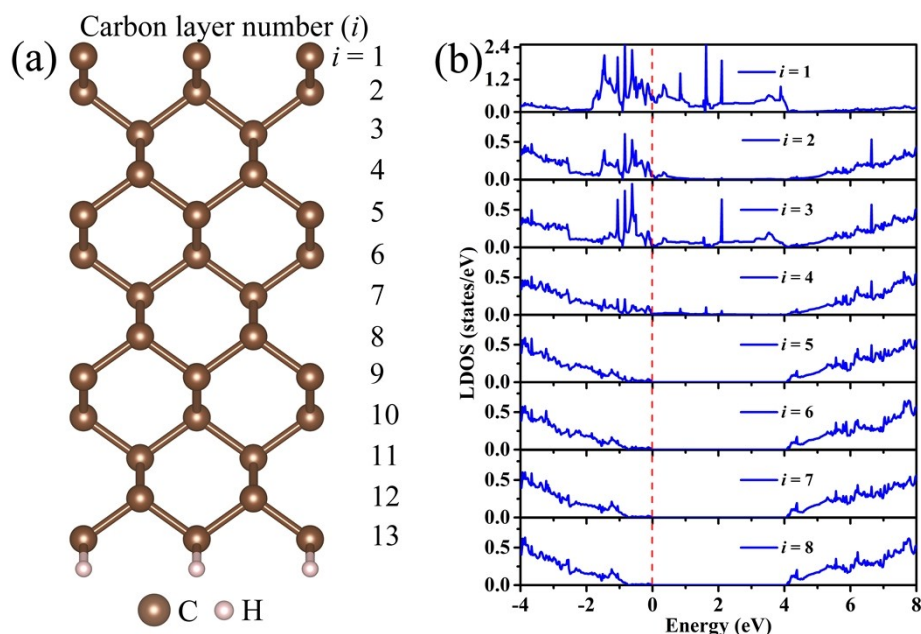 Carbon layer number (i)
(a)
i = 1
2
3
4
5
6
7
8
9
10
11
12
13
C
H
(b)
LDOS (states/eV)
2.4
1.2
0.0
i = 1
0.5
0.0
i = 2
0.5
0.0
i = 3
0.5
0.0
i = 4
0.5
0.0
i = 5
0.5
0.0
i = 6
0.5
0.0
i = 7
0.5
0.0
i = 8
-4 -2 0 2 4 6 8
Energy (eV)